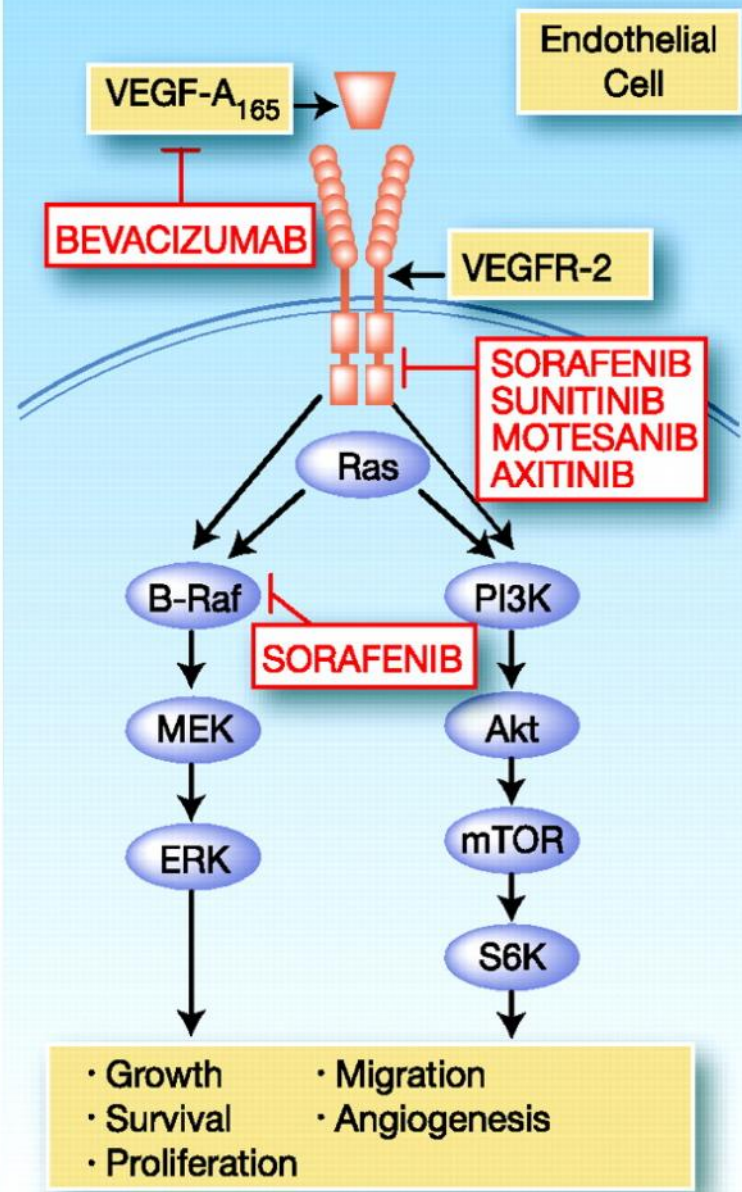 Endothelial
Cell
VEGF-A165
BEVACIZUMAB
VEGFR-2
SORAFENIB
SUNITINIB
MOTESANIB
AXITINIB
Ras
B-Raf
PI3K
SORAFENIB
MEK
Akt
ERK
mTOR
S6K
· Growth
· Survival
· Proliferation
· Migration
· Angiogenesis